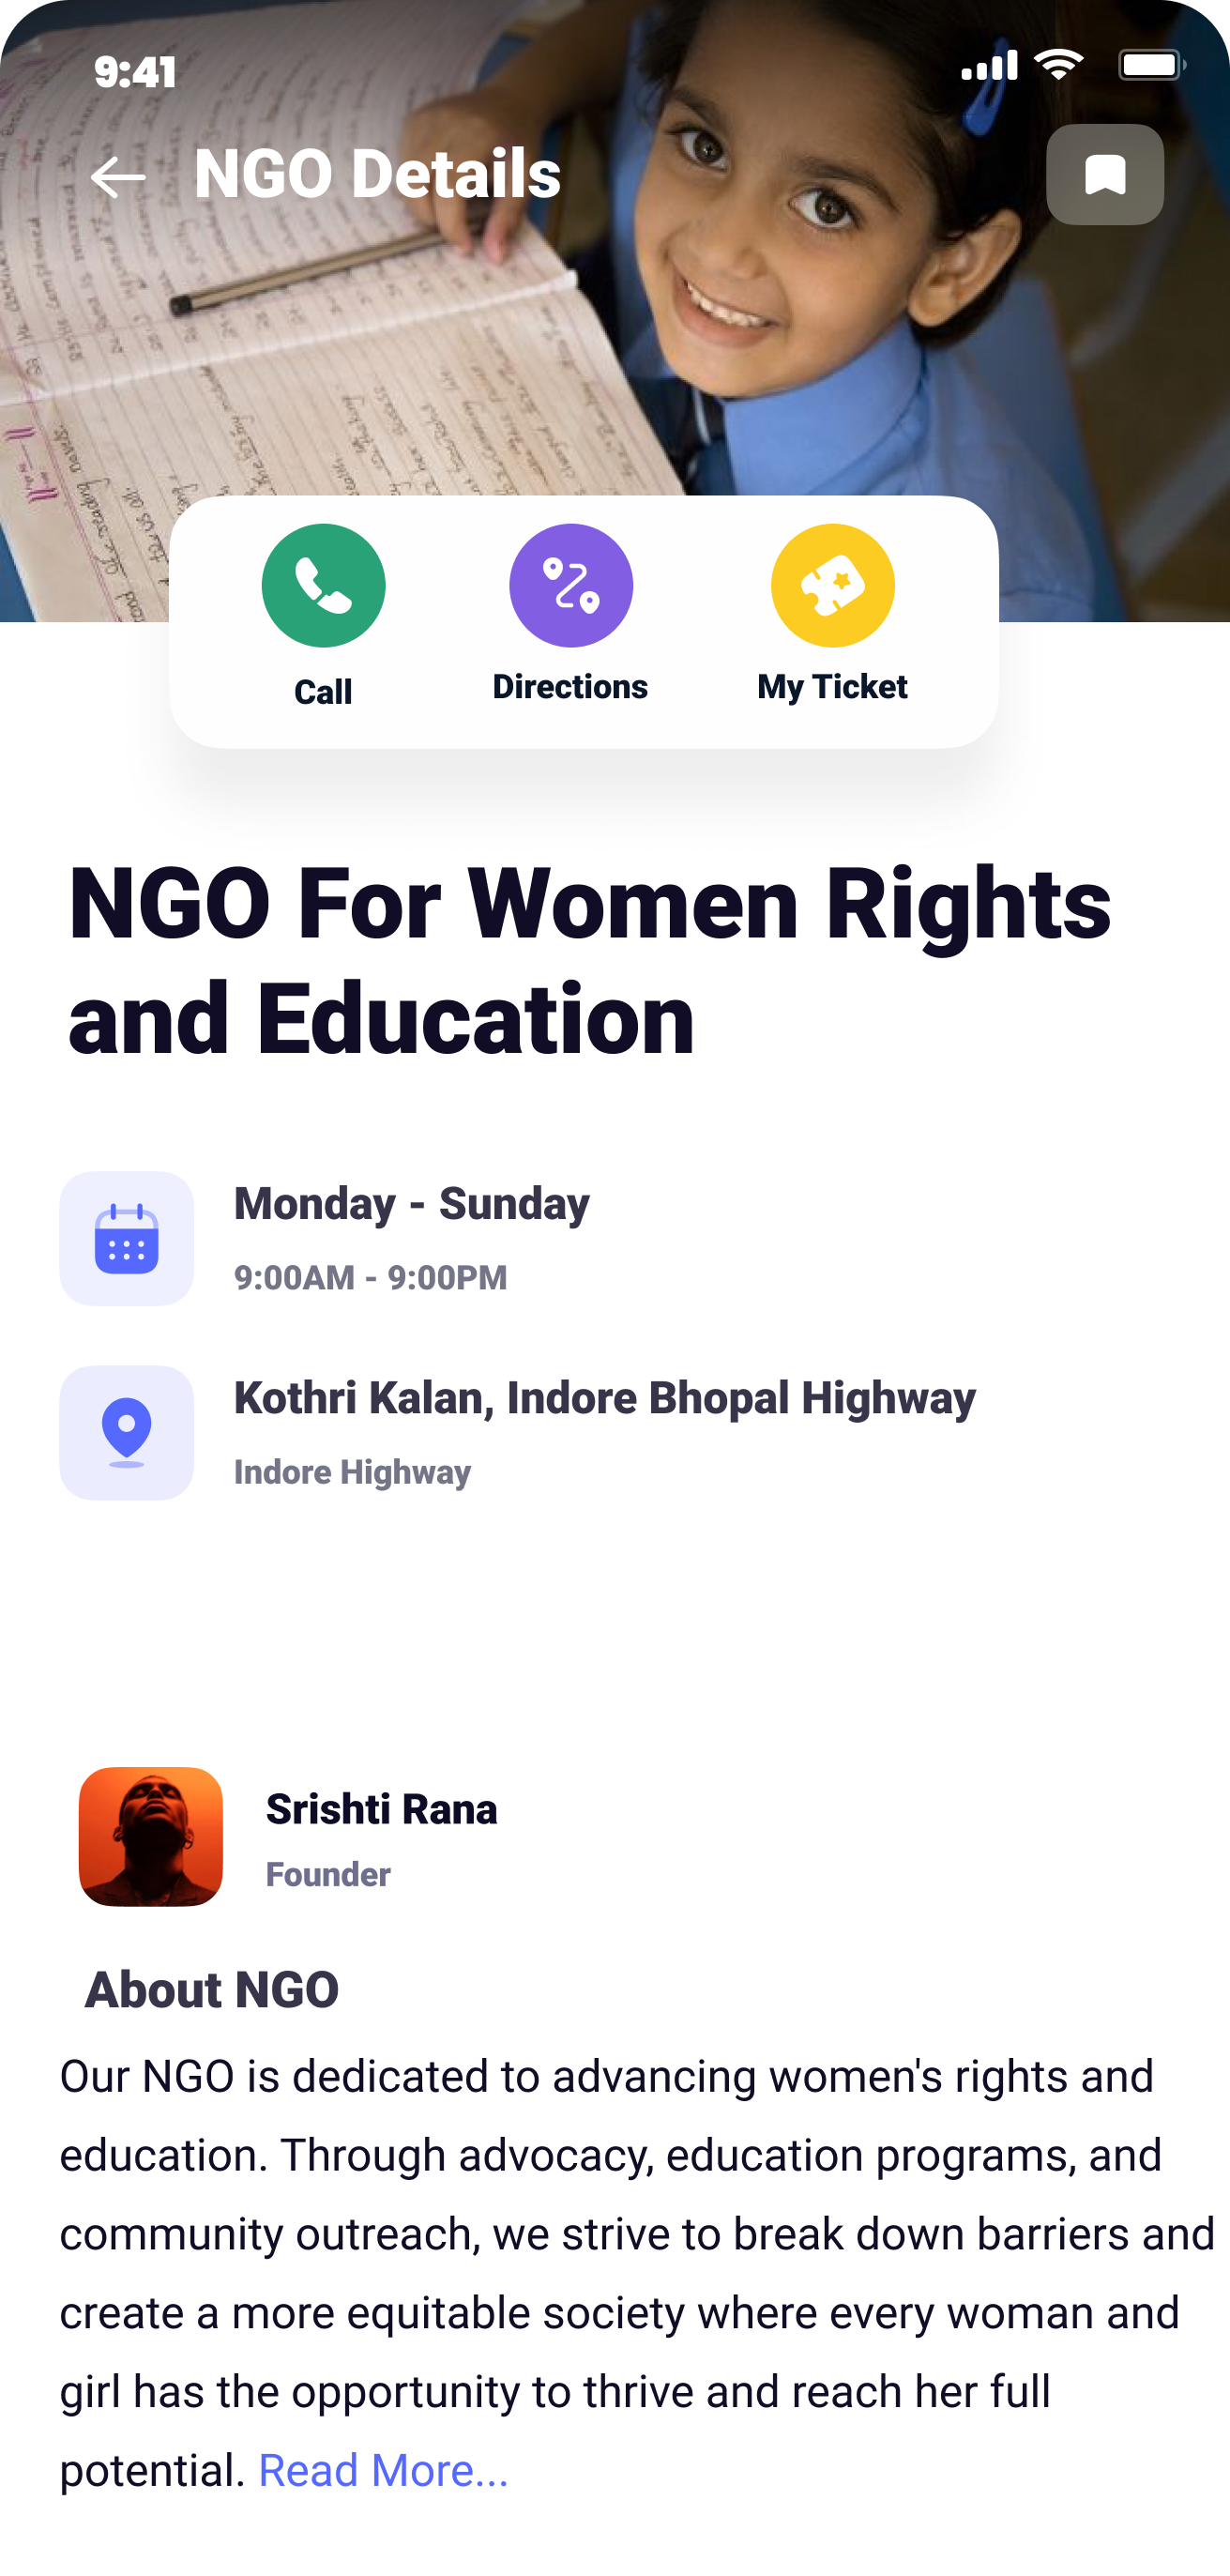 9:41
NGO Details
Call
Directions
My Ticket
NGO For Women Rights
and Education
Monday - Sunday
9:00AM - 9:00PM
Kothri Kalan, Indore Bhopal Highway
Indore Highway
Srishti Rana
Founder
About NGO
Our NGO is dedicated to advancing women's rights and
education. Through advocacy, education programs, and
community outreach, we strive to break down barriers and
create a more equitable society where every woman and
girl has the opportunity to thrive and reach her full
potential. Read More...